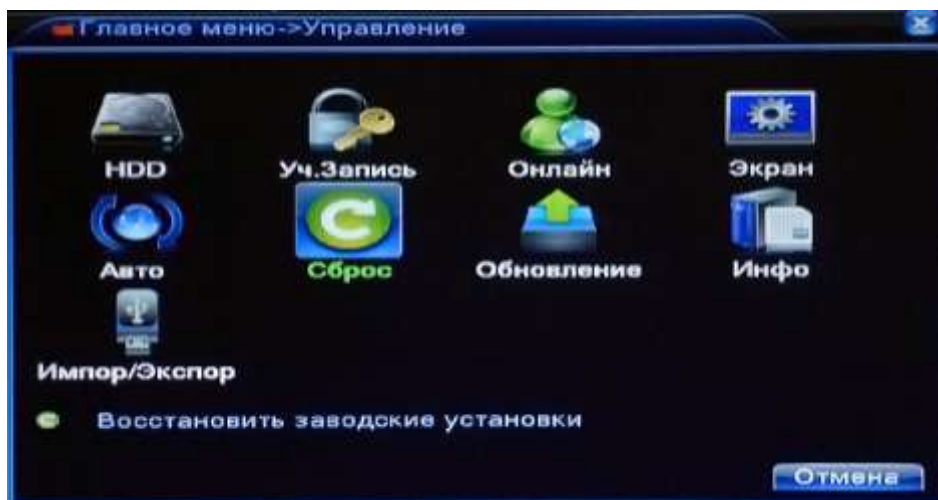 Главное меню->Управление
HDD Уч.Запись Онлайн Экран
Авто Сброс Обновление Инфо
Импор/Экспор
Восстановить заводские установки
Отмена